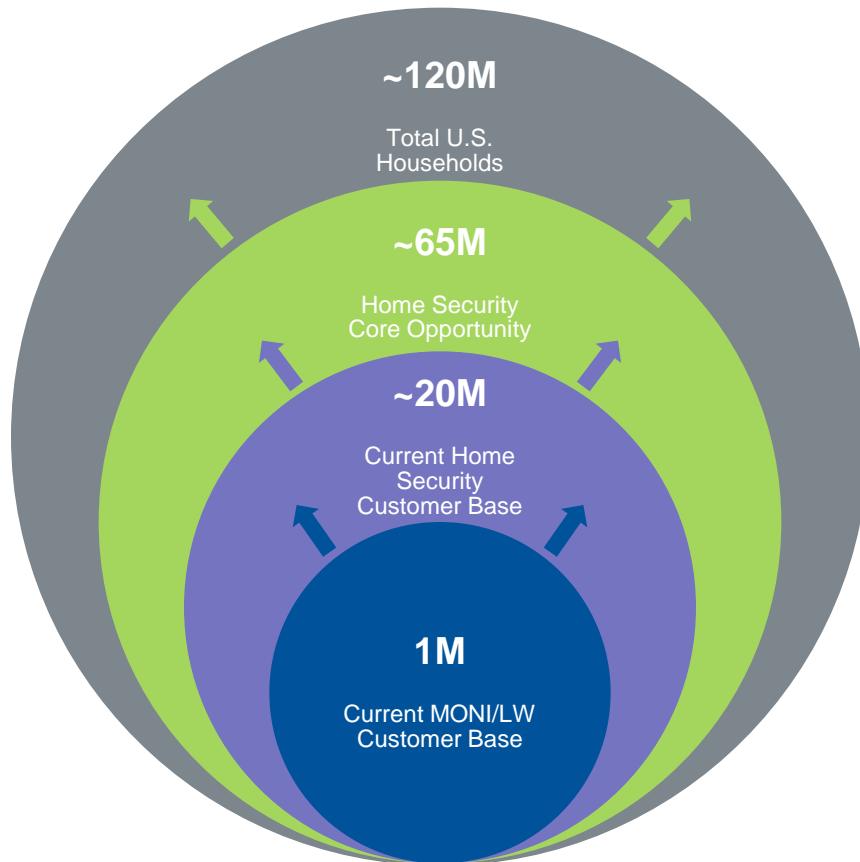 ~120M
Total U.S.
Households
~65M
Home Security
Core Opportunity
~20M
Current Home
Security
Customer Base
1M
Current MONI/LW
Customer Base